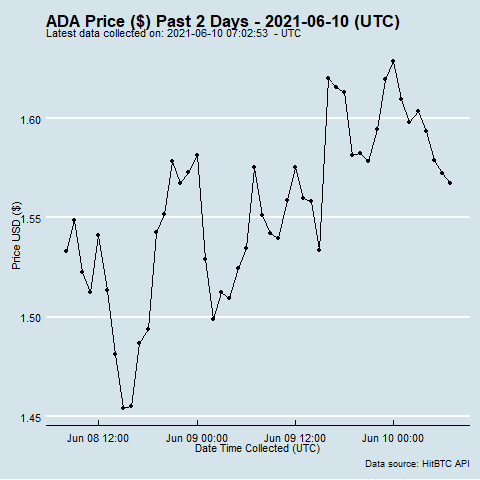 ADA Price ($) Past 2 Days - 2021-06-10 (UTC)
Latest data collected on: 2021-06-10 07:02:53 - UTC
1.60
1.55
1.50
1.45
Price USD ($)
Jun 08 12:00 Jun 09 00:00 Jun 09 12:00 Jun 10 00:00
Date Time Collected (UTC)
Data source: HitBTC API